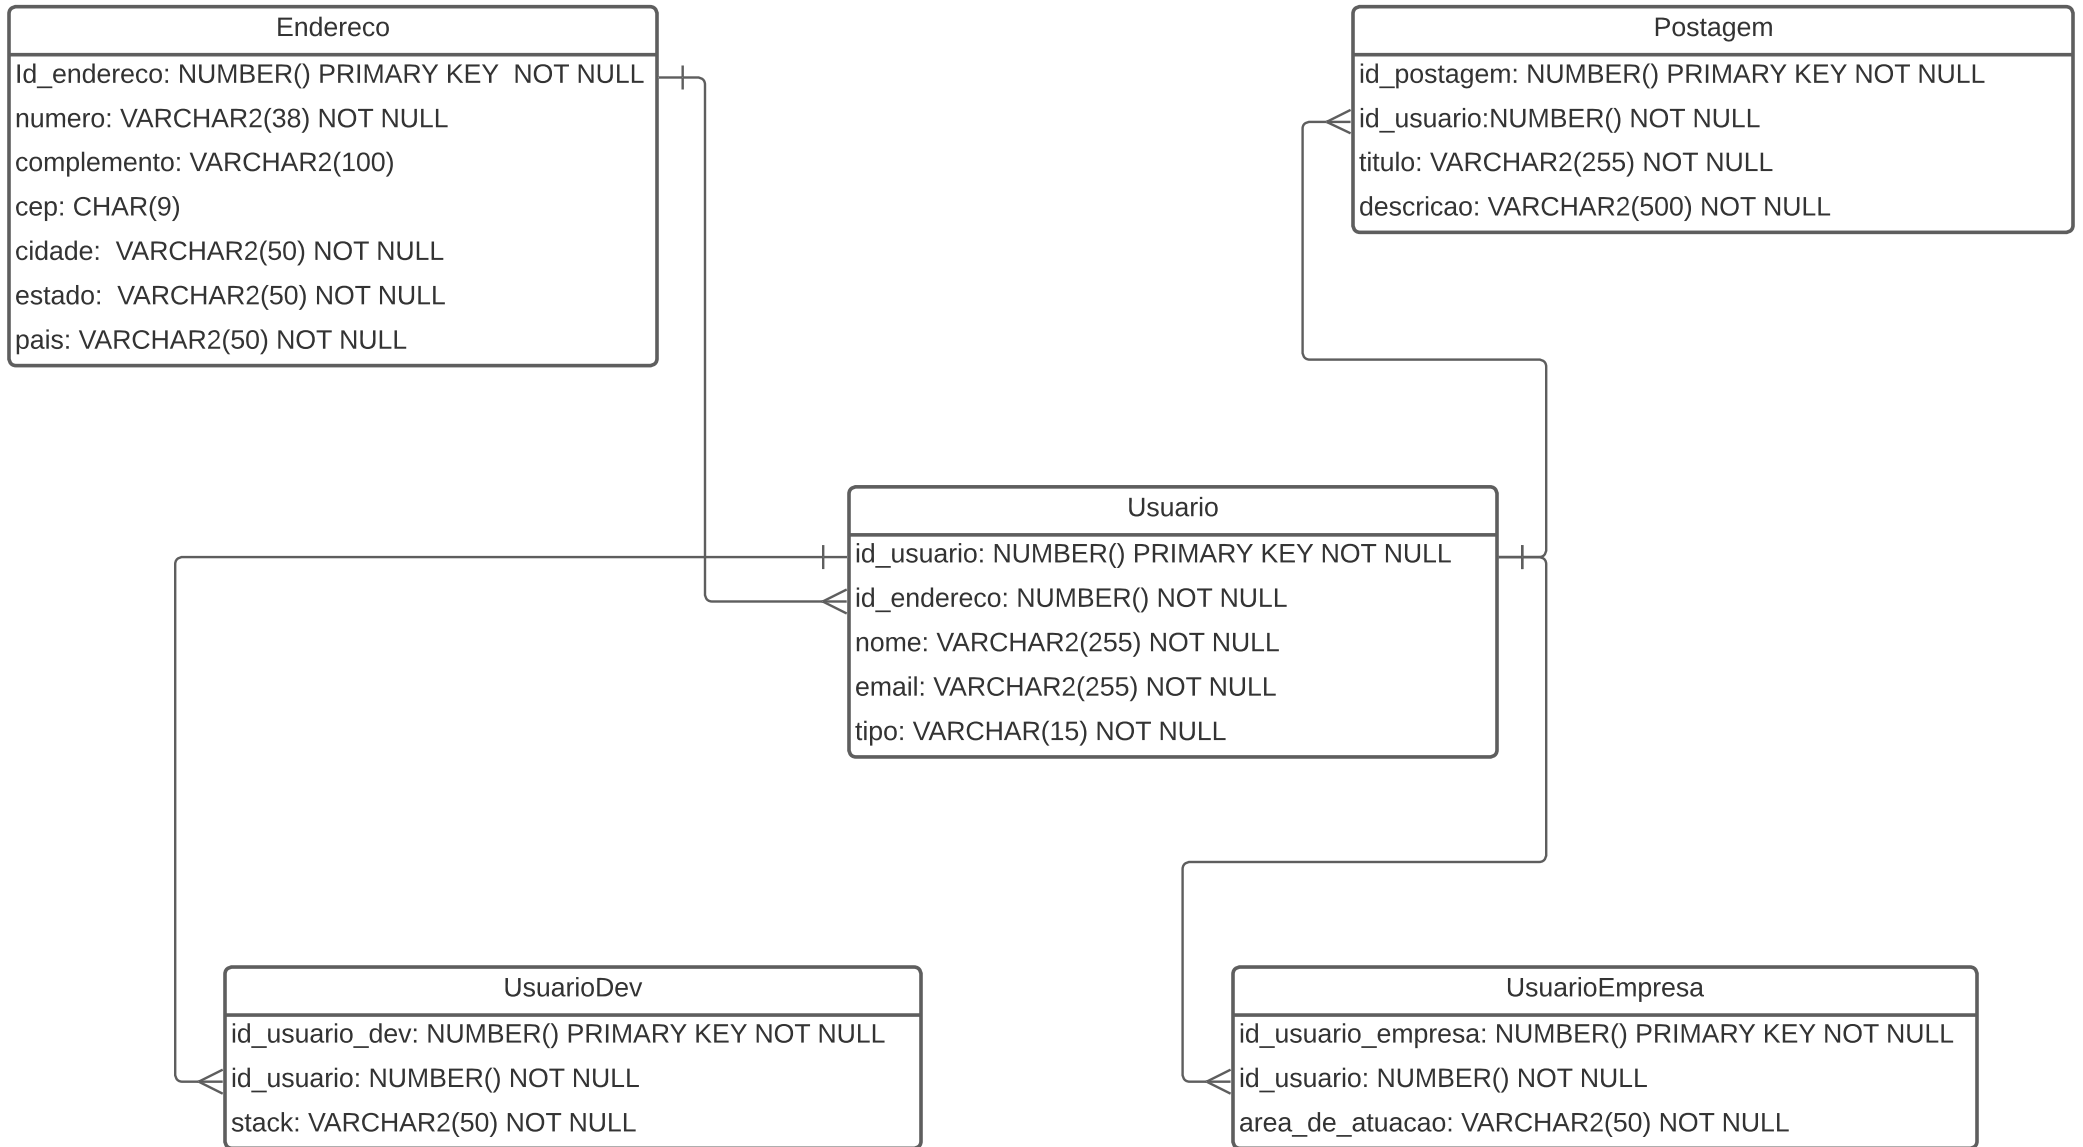 Endereco
Id_endereco: NUMBER() PRIMARY KEY  NOT NULL
numero: VARCHAR2(38) NOT NULL
complemento: VARCHAR2(100)
cep: CHAR(9)
cidade:  VARCHAR2(50) NOT NULL
estado:  VARCHAR2(50) NOT NULL
pais: VARCHAR2(50) NOT NULL
Postagem
id_postagem: NUMBER() PRIMARY KEY NOT NULL
id_usuario:NUMBER() NOT NULL
titulo: VARCHAR2(255) NOT NULL
descricao: VARCHAR2(500) NOT NULL
Usuario
id_usuario: NUMBER() PRIMARY KEY NOT NULL
id_endereco: NUMBER() NOT NULL
nome: VARCHAR2(255) NOT NULL
email: VARCHAR2(255) NOT NULL
tipo: VARCHAR(15) NOT NULL
UsuarioDev
id_usuario_dev: NUMBER() PRIMARY KEY NOT NULL
id_usuario: NUMBER() NOT NULL
stack: VARCHAR2(50) NOT NULL
UsuarioEmpresa
id_usuario_empresa: NUMBER() PRIMARY KEY NOT NULL
id_usuario: NUMBER() NOT NULL
area_de_atuacao: VARCHAR2(50) NOT NULL